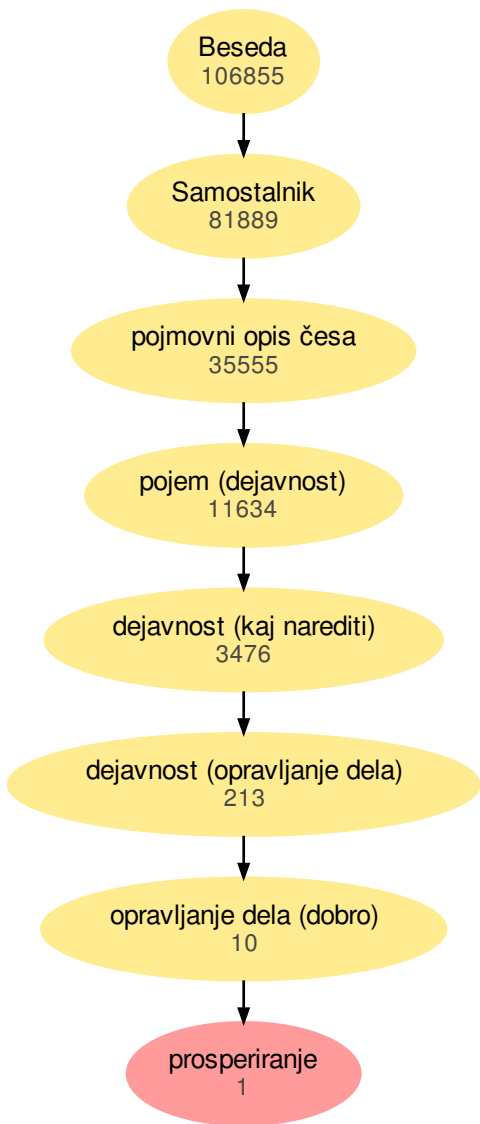 Beseda
106855
Samostalnik
81889
pojmovni opis česa
35555
pojem (dejavnost)
11634
dejavnost (kaj narediti)
3476
dejavnost (opravljanje dela)
213
opravljanje dela (dobro)
10
prosperiranje
1